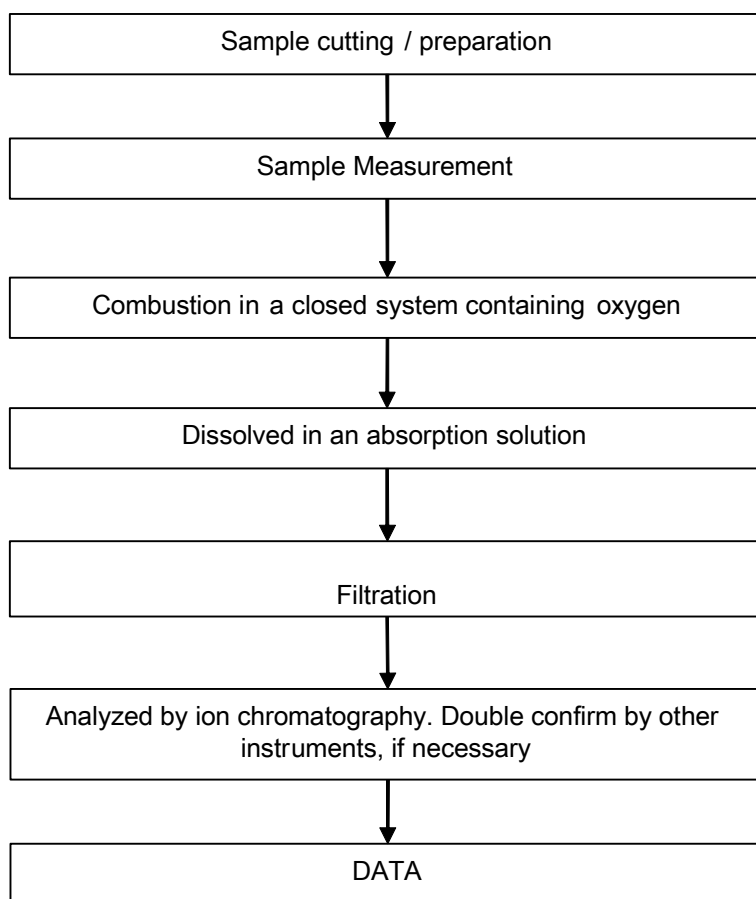 Sample cutting / preparation
Sample Measurement
Combustion in a closed system containing oxygen
Dissolved in an absorption solution
Filtration
Analyzed by ion chromatography. Double confirm by other
instruments, if necessary
DATA